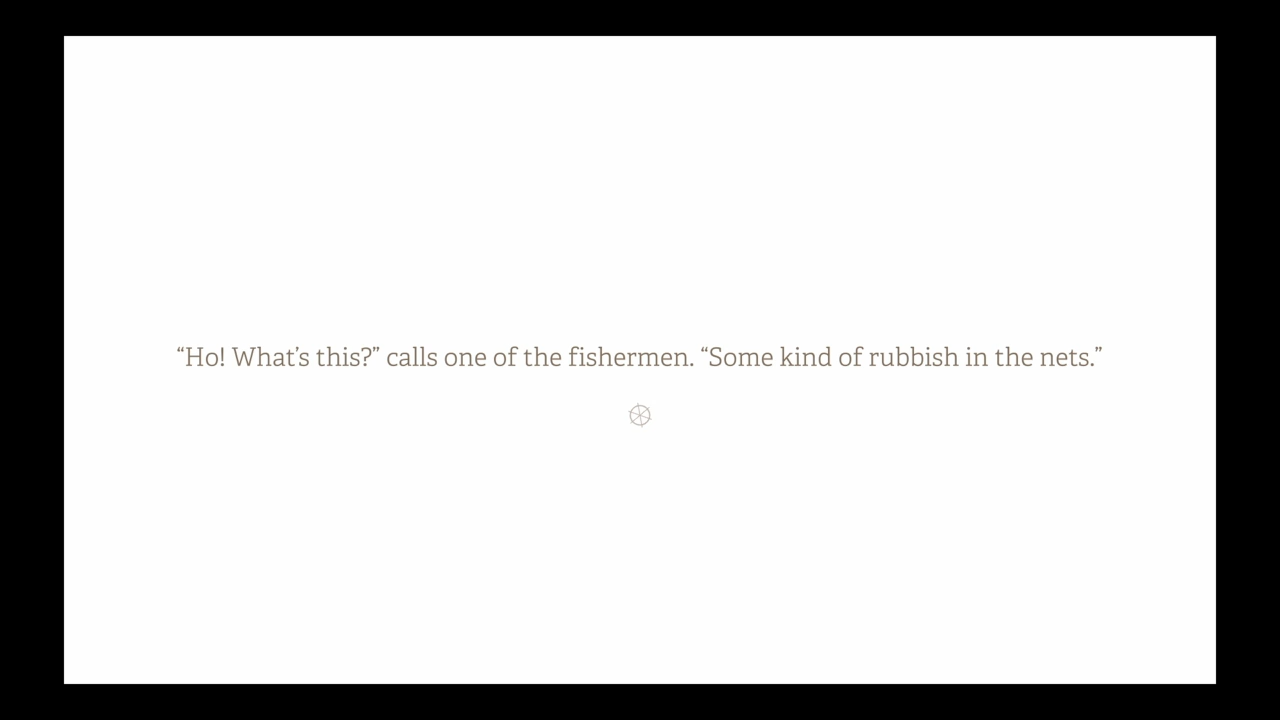 “Ho! What’s this?” calls one of the fishermen. “Some kind of rubbish in the nets.”